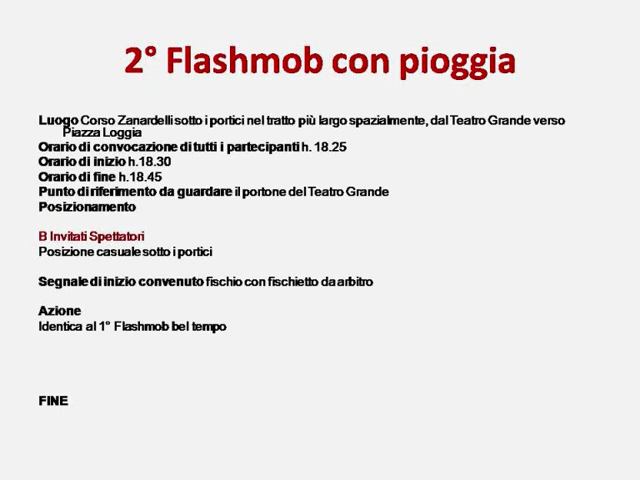 2° Flashmob con pioggia
Luogo Corso Zanardelli sotto i portici nel tratto più largo spazialmente, dal Teatro Grande verso
Piazza Loggia
Orario di convocazione di tutti i partecipanti h. 18.25
Orario di inizio h.18.30
Orario di fine h.18.45
Punto di riferimento da guardare il portone del Teatro Grande
Posizionamento
B Invitati Spettatori
Posizione casuale sotto i portici
Segnale di inizio convenuto fischio con fischietto da arbitro
Azione
Identica al 1° Flashmob bel tempo
FINE